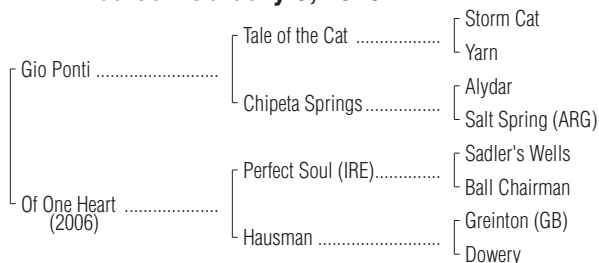 Storm Cat
Tale of the Cat ..................
Yarn
Gio Ponti ..........................
Alydar
Chipeta Springs ................
Salt Spring (ARG)
Sadler's Wells
Perfect Soul (IRE)..............
Ball Chairman
Of One Heart ....................
(2006)
Greinton (GB)
Hausman ..........................
Dowery